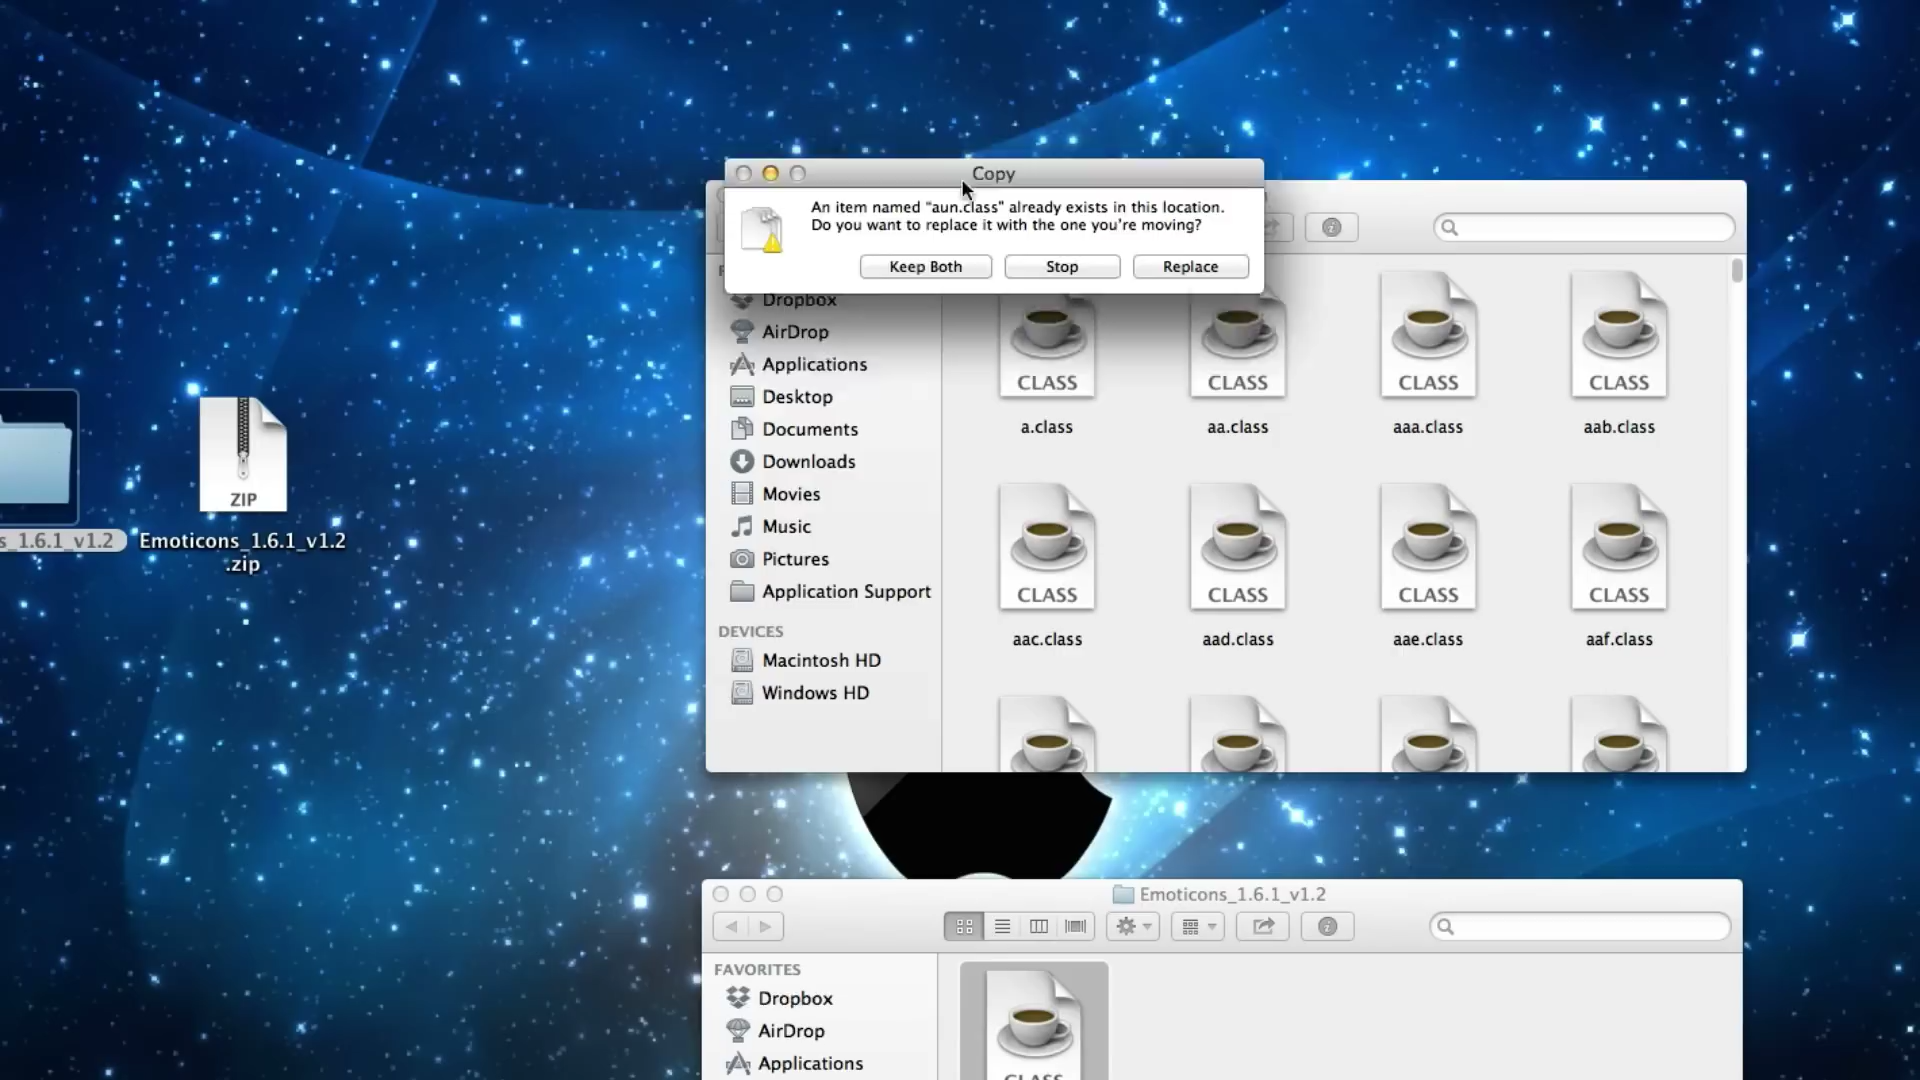 Copy
An item named “aun.class” already exists in this location.
Do you want to replace it with the one you’re moving?
Keep Both
Stop
Replace
Dropbox
AirDrop
Applications
Desktop
Documents
Downloads
Movies
Music
Pictures
Application Support
DEVICES
Macintosh HD
Windows HD
CLASS
CLASS
CLASS
CLASS
a.class
aa.class
aaa.class
aab.class
CLASS
CLASS
CLASS
CLASS
aac.class
aad.class
aae.class
aaf.class
s_1.6.1_v1.2
ZIP
Emoticons_1.6.1_v1.2
.zip
Emoticons_1.6.1_v1.2
FAVORITES
Dropbox
AirDrop
Applications
CLASS